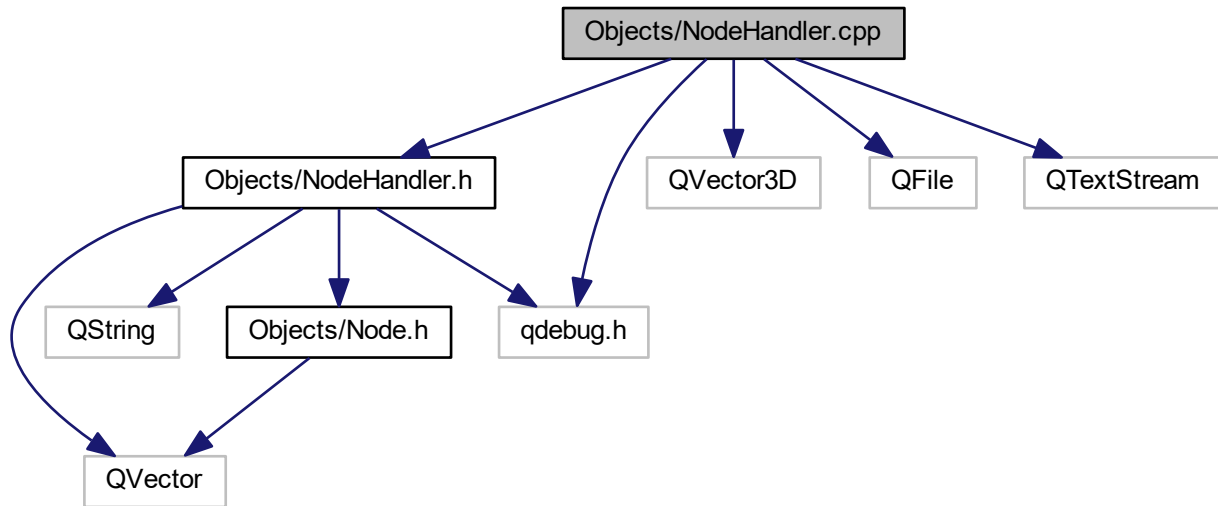 Objects/NodeHandler.cpp
Objects/NodeHandler.h
QVector3D
QFile
QTextStream
QString
Objects/Node.h
qdebug.h
QVector